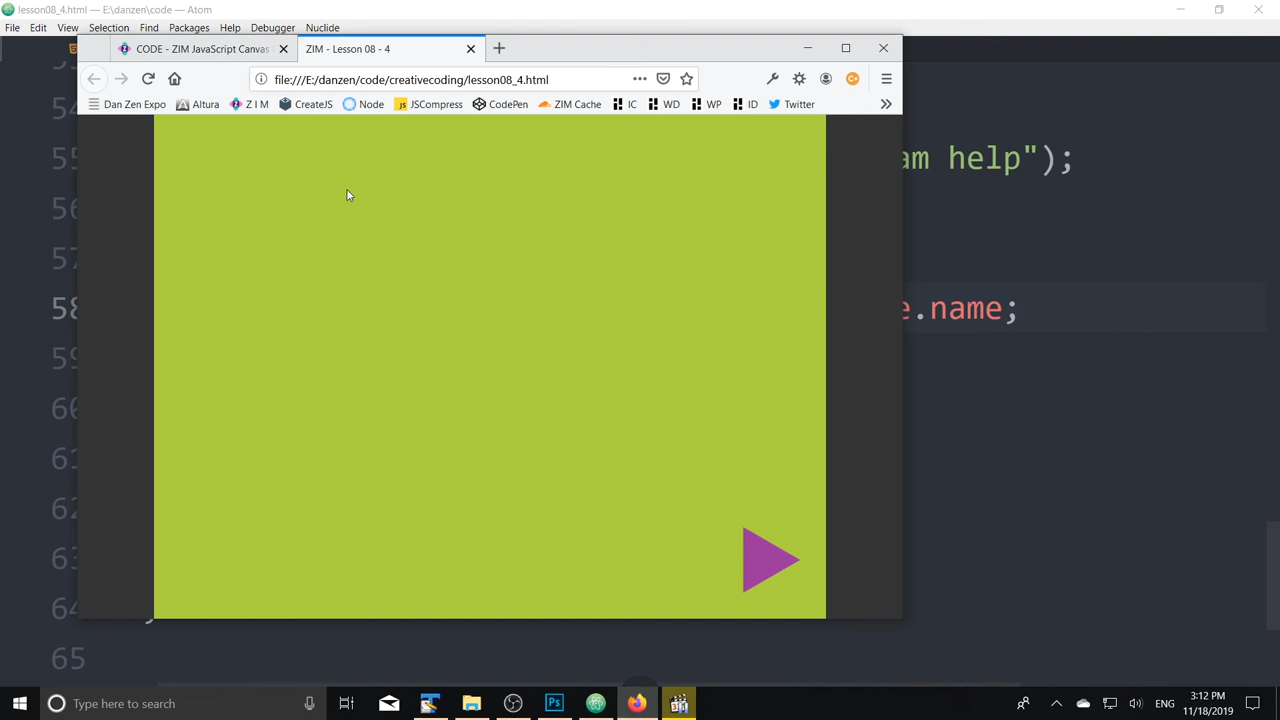 lesson08_4.html — E:\danzen\code — Atom
File Edit View Selection Find Packages Help Debugger Nuclide
CODE - ZIM JavaScript Canvas
ZIM - Lesson 08 - 4
file:///E:/danzen/code/creativecoding/lesson08_4.html
Dan Zen Expo Altura Z I M CreateJS Node JSCompress CodePen ZIM Cache IC WD WP ID Twitter
54
55 am help");
56
57
58 e.name;
59
60
61
62
63
64
65
Type here to search
ENG
3:12 PM
11/18/2019